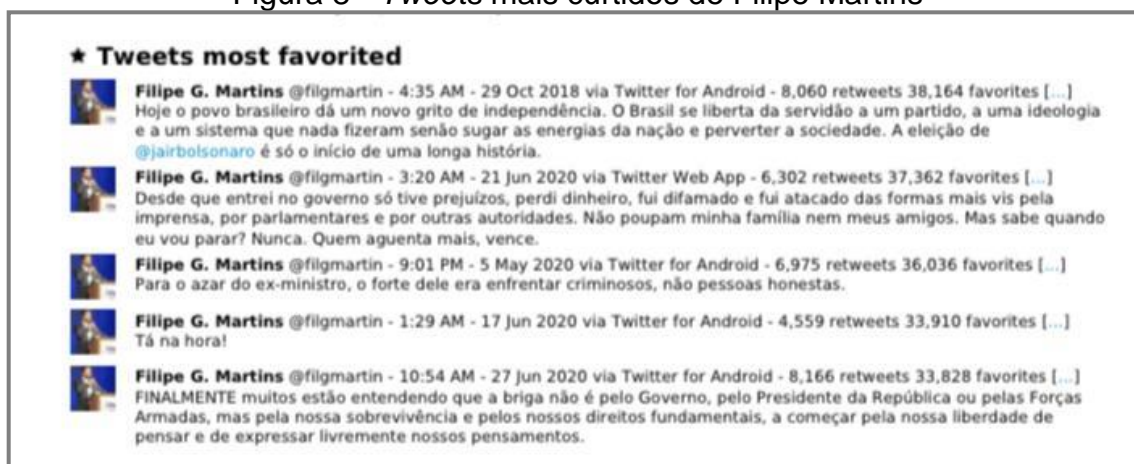 ★ Tweets most favorited
Filipe G. Martins @filgmartin - 4:35 AM - 29 Oct 2018 via Twitter for Android - 8,060 retweets 38,164 favorites [...]
Hoje o povo brasileiro dá um novo grito de independência. O Brasil se liberta da servidão a um partido, a uma ideologia
e a um sistema que nada fizeram senão sugar as energias da nação e perverter a sociedade. A eleição de
@jairbolsonaro é só o início de uma longa história.
Filipe G. Martins @filgmartin - 3:20 AM - 21 Jun 2020 via Twitter Web App - 6,302 retweets 37,362 favorites [...]
Desde que entrei no governo só tive prejuízos, perdi dinheiro, fui difamado e fui atacado das formas mais vis pela
imprensa, por parlamentares e por outras autoridades. Não poupam minha família nem meus amigos. Mas sabe quando
eu vou parar? Nunca. Quem aguenta mais, vence.
Filipe G. Martins @filgmartin - 9:01 PM - 5 May 2020 via Twitter for Android - 6,975 retweets 36,036 favorites [...]
Para o azar do ex-ministro, o forte dele era enfrentar criminosos, não pessoas honestas.
Filipe G. Martins @filgmartin - 1:29 AM - 17 Jun 2020 via Twitter for Android - 4,559 retweets 33,910 favorites [...]
Tá na hora!
Filipe G. Martins @filgmartin - 10:54 AM - 27 Jun 2020 via Twitter for Android - 8,166 retweets 33,828 favorites [...]
FINALMENTE muitos estão entendendo que a briga não é pelo Governo, pelo Presidente da República ou pelas Forças
Armadas, mas pela nossa sobrevivência e pelos nossos direitos fundamentais, a começar pela nossa liberdade de
pensar e de expressar livremente nossos pensamentos.